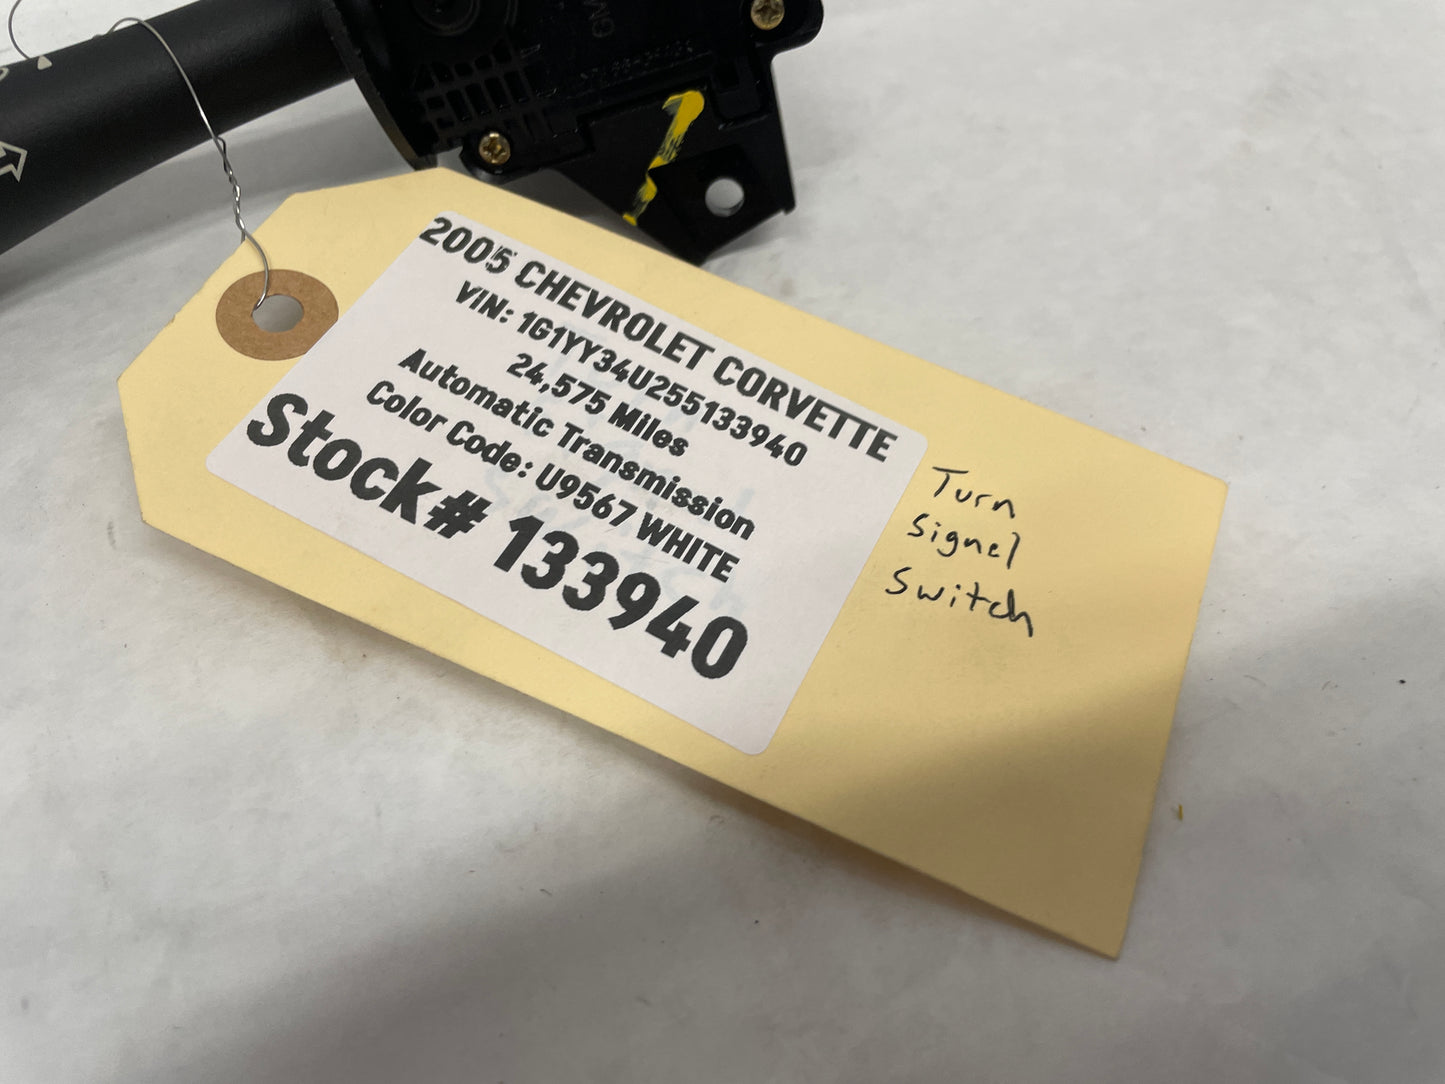 GM
2005 CHEVROLET CORVETTE
VIN: 1G1YY34U255133940
24,575 Miles
Automatic Transmission
Color Code: U9567 WHITE
Stock# 133940
Turn
Signal
Switch